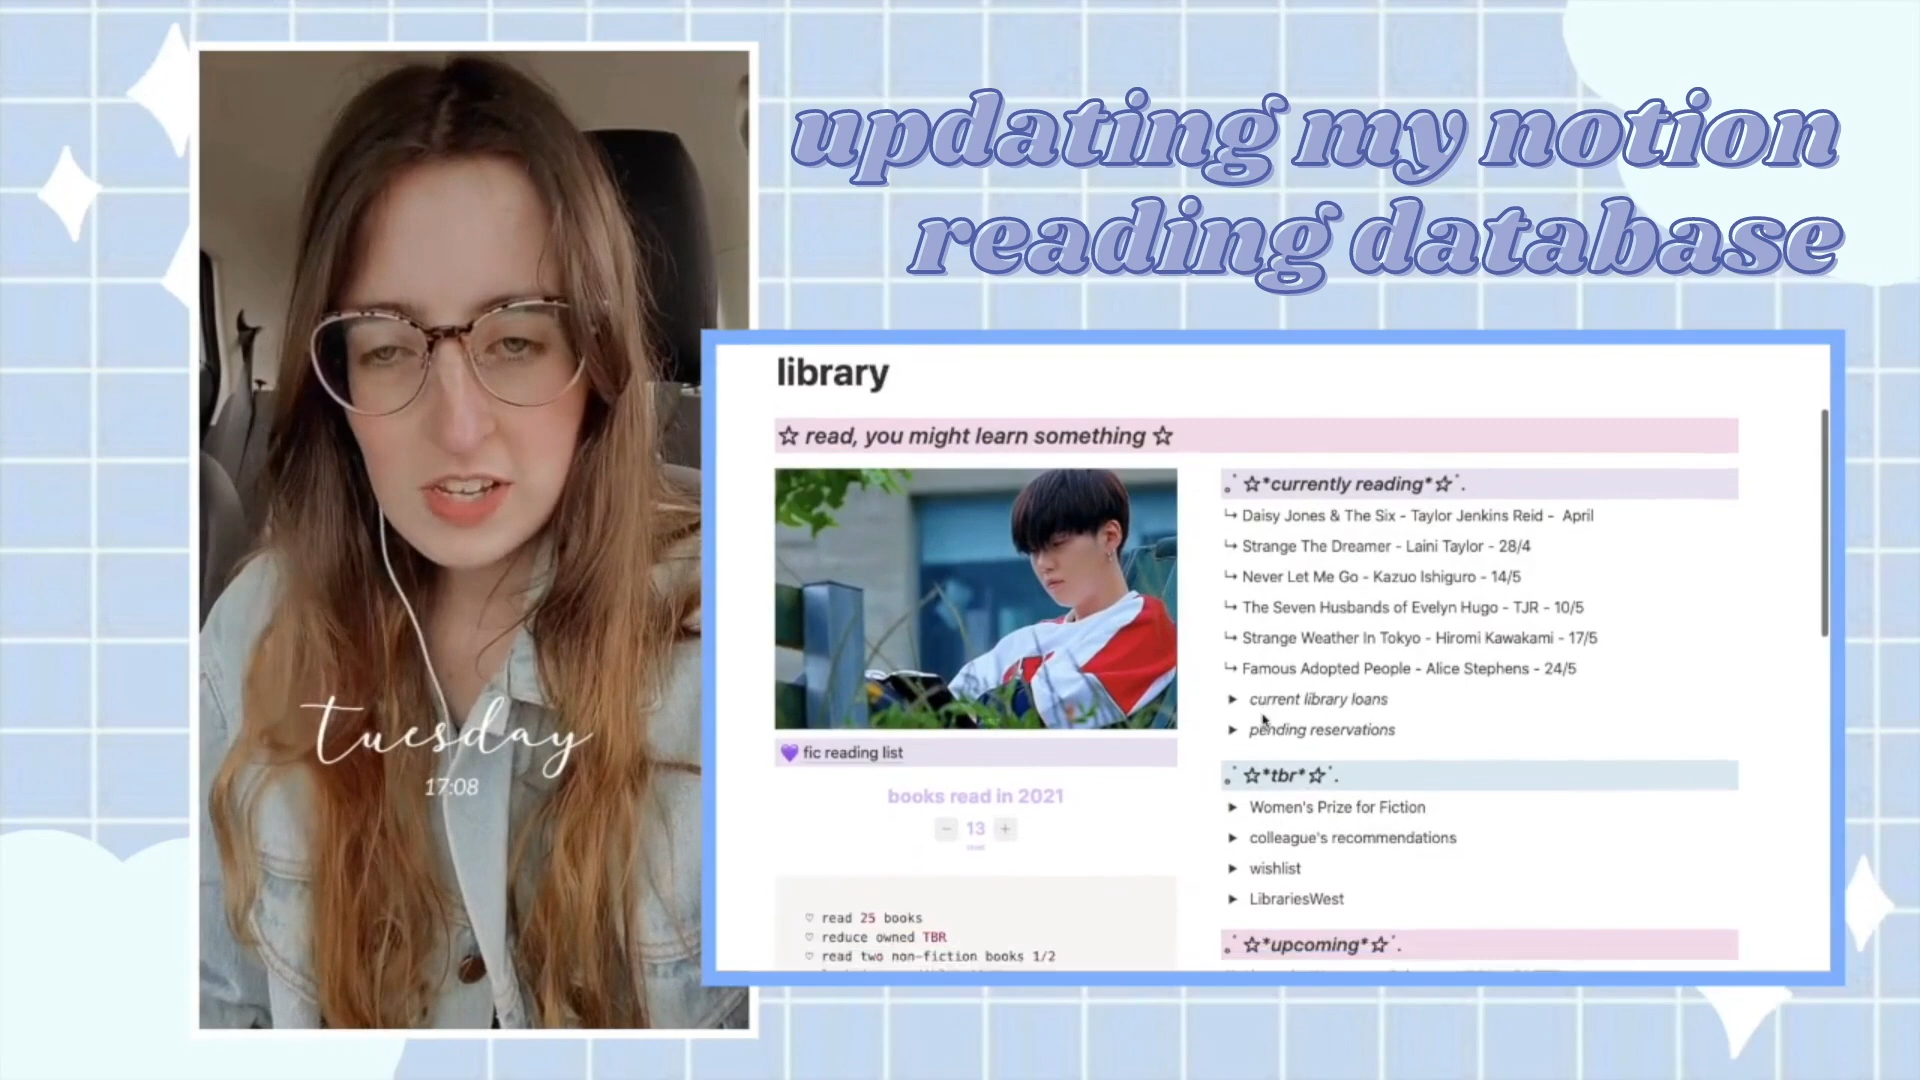 updating my notion
reading database
tuesday
17:08
library
☆ read, you might learn something ☆
fic reading list
books read in 2021
− 13 +
♡ read 25 books
♡ reduce owned TBR
♡ read two non-fiction books 1/2
｡˚☆*currently reading*☆˚.
↪ Daisy Jones & The Six - Taylor Jenkins Reid - April
↪ Strange The Dreamer - Laini Taylor - 28/4
↪ Never Let Me Go - Kazuo Ishiguro - 14/5
↪ The Seven Husbands of Evelyn Hugo - TJR - 10/5
↪ Strange Weather In Tokyo - Hiromi Kawakami - 17/5
↪ Famous Adopted People - Alice Stephens - 24/5
▶ current library loans
▶ pending reservations
｡˚☆*tbr*☆˚.
▶ Women's Prize for Fiction
▶ colleague's recommendations
▶ wishlist
▶ LibrariesWest
｡˚☆*upcoming*☆˚.